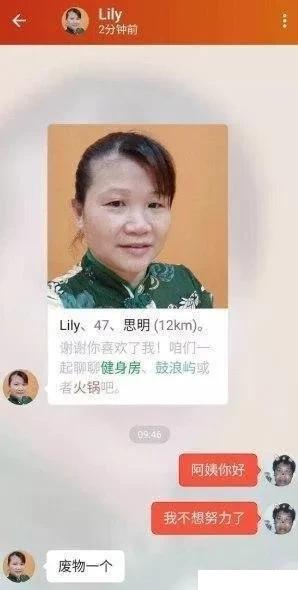 Lily
2分钟前
Lily、47、思明 (12km)。
谢谢你喜欢了我！咱们一
起聊聊健身房、鼓浪屿或
者火锅吧。
09:46
阿姨你好
我不想努力了
废物一个